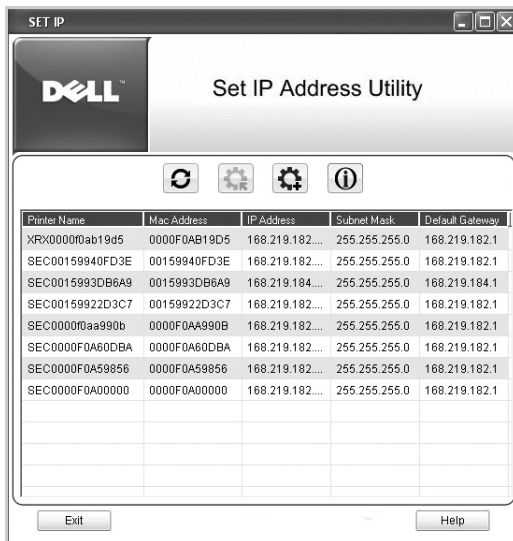 SET IP
DELL™
Set IP Address Utility
Printer Name Mac Address IP Address Subnet Mask Default Gateway
XRX0000f0ab19d5 0000F0AB19D5 168.219.182.... 255.255.255.0 168.219.182.1
SEC00159940FD3E 00159940FD3E 168.219.182.... 255.255.255.0 168.219.182.1
SEC0015993DB6A9 0015993DB6A9 168.219.184.... 255.255.255.0 168.219.184.1
SEC00159922D3C7 00159922D3C7 168.219.182.... 255.255.255.0 168.219.182.1
SEC0000f0aa990b 0000F0AA990B 168.219.182.... 255.255.255.0 168.219.182.1
SEC0000F0A60DBA 0000F0A60DBA 168.219.182.... 255.255.255.0 168.219.182.1
SEC0000F0A59856 0000F0A59856 168.219.182.... 255.255.255.0 168.219.182.1
SEC0000F0A00000 0000F0A00000 168.219.182.... 255.255.255.0 168.219.182.1
Exit Help